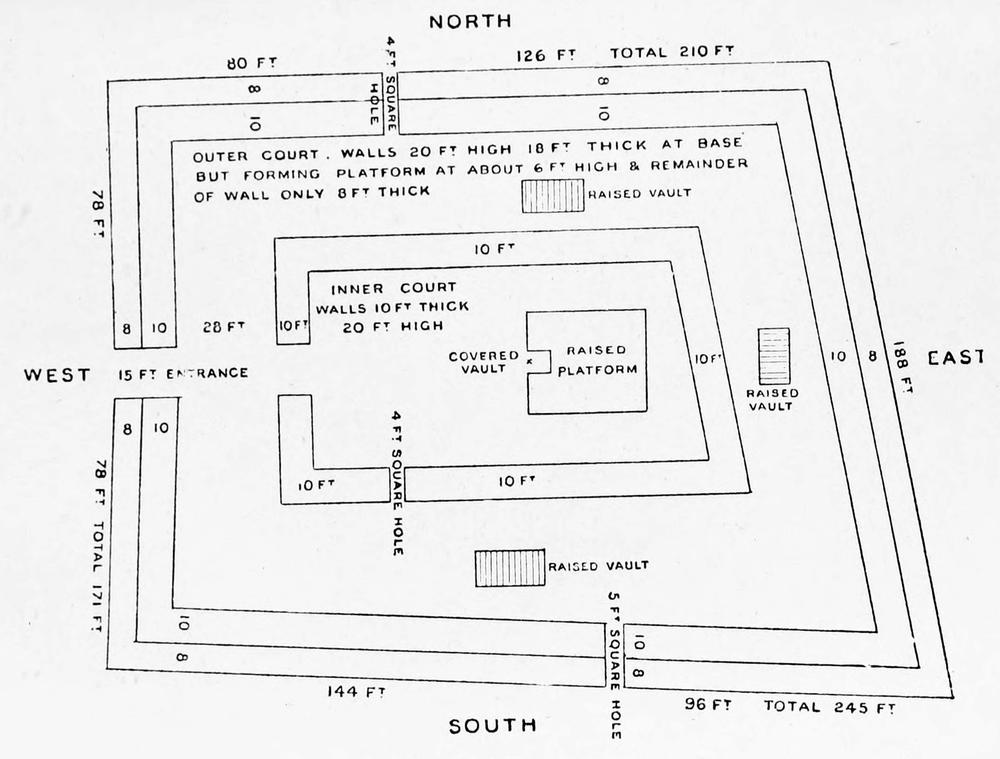 NORTH
80 FT
4 FT SQUARE
HOLE
126 FT TOTAL 210 FT
8
8
10
10
OUTER COURT. WALLS 20 FT HIGH 18 FT THICK AT BASE
BUT FORMING PLATFORM AT ABOUT 6 FT HIGH & REMAINDER
OF WALL ONLY 8 FT THICK
RAISED VAULT
78 FT
10 FT
INNER COURT
WALLS 10 FT THICK
20 FT HIGH
8
10
28 FT
10 FT
COVERED
VAULT
x
RAISED
PLATFORM
10 FT
10
8
188 FT
EAST
WEST
15 FT ENTRANCE
RAISED
VAULT
8
10
4 FT SQUARE HOLE
78 FT TOTAL 171 FT
10 FT
10 FT
RAISED VAULT
5 FT SQUARE HOLE
10
8
10
8
144 FT
96 FT TOTAL 245 FT
SOUTH